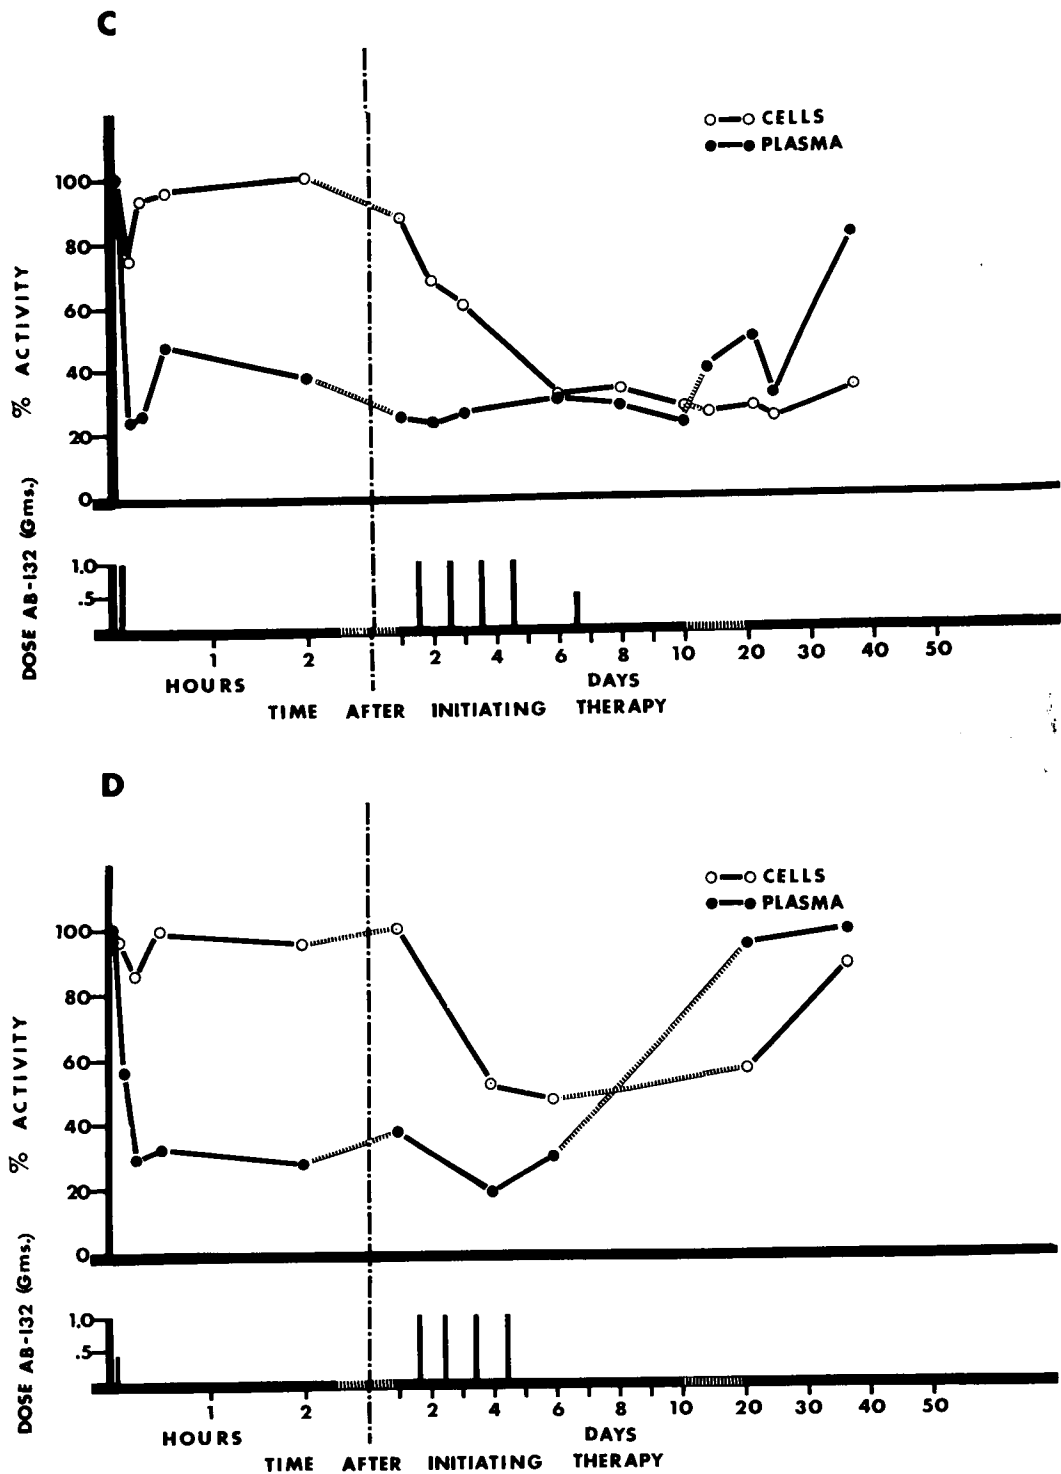 C
CELLS
PLASMA
100
80
60
40
20
0
% ACTIVITY
1.0
.5
DOSE AB-132 (Gms.)
1 2 2 4 6 8 10 20 30 40 50
HOURS DAYS
TIME AFTER INITIATING THERAPY
D
CELLS
PLASMA
100
80
60
40
20
0
% ACTIVITY
1.0
.5
DOSE AB-132 (Gms.)
1 2 2 4 6 8 10 20 30 40 50
HOURS DAYS
TIME AFTER INITIATING THERAPY